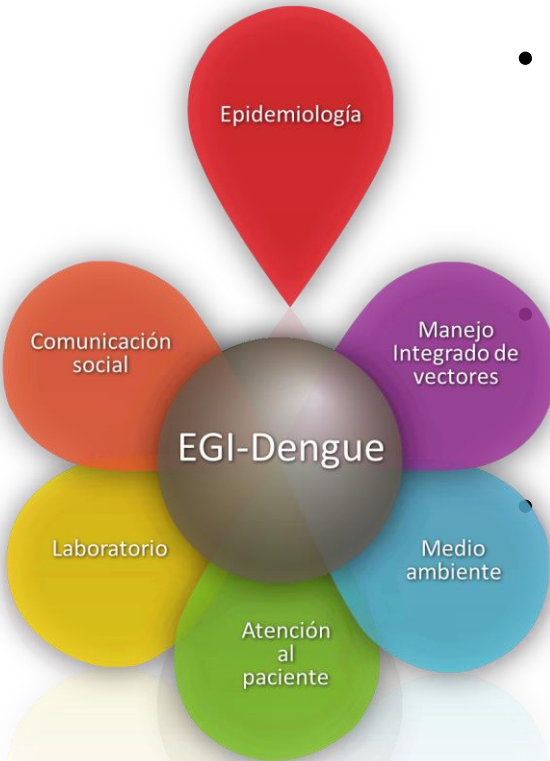 Epidemiología
Comunicación
social
Manejo
Integrado de
vectores
EGI-Dengue
Laboratorio
Medio
ambiente
Atención
al
paciente